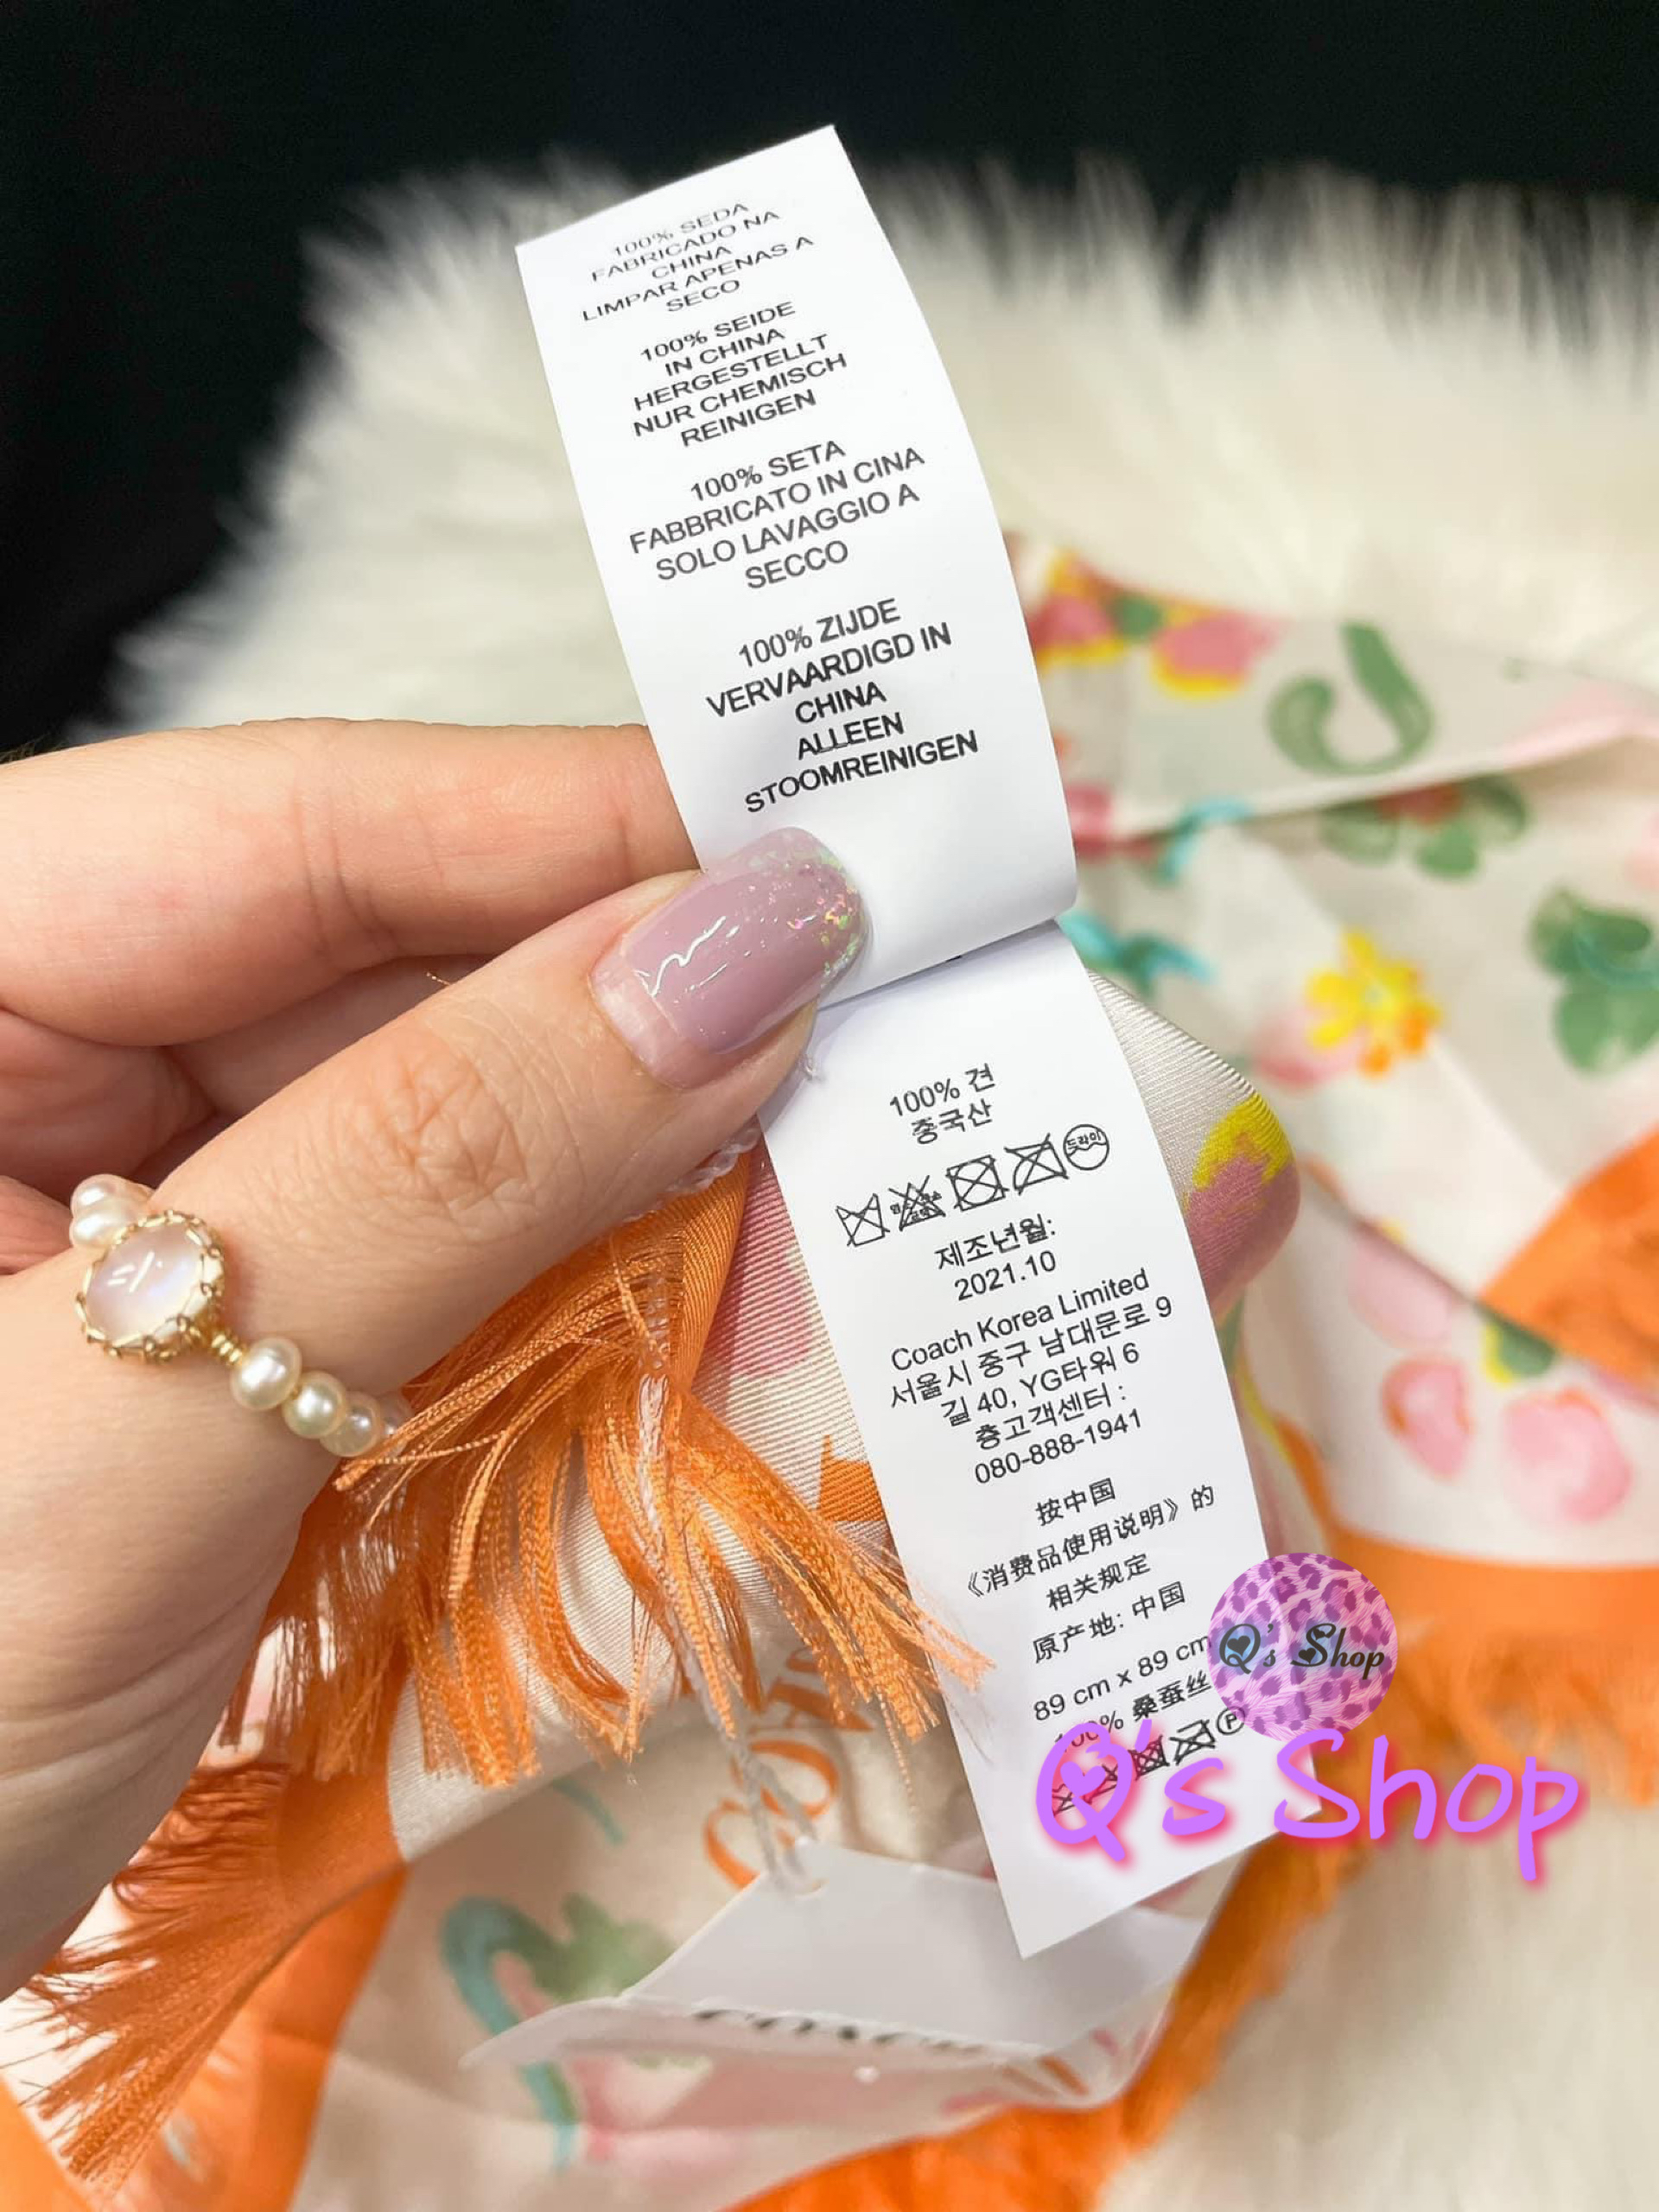 100% SEDA
FABRICADO NA
CHINA
LIMPAR APENAS A
SECO
100% SEIDE
IN CHINA
HERGESTELLT
NUR CHEMISCH
REINIGEN
100% SETA
FABBRICATO IN CINA
SOLO LAVAGGIO A
SECCO
100% ZIJDE
VERVAARDIGD IN
CHINA
ALLEEN
STOOMREINIGEN
100% 견
중국산
드라이
제조년월:
2021.10
Coach Korea Limited
서울시 중구 남대문로 9
길 40, YG타워 6
층고객센터 :
080-888-1941
按中国
《消费品使用说明》的
相关规定
原产地: 中国
89 cm x 89 cm
100% 桑蚕丝
P
Q's Shop
Q's Shop